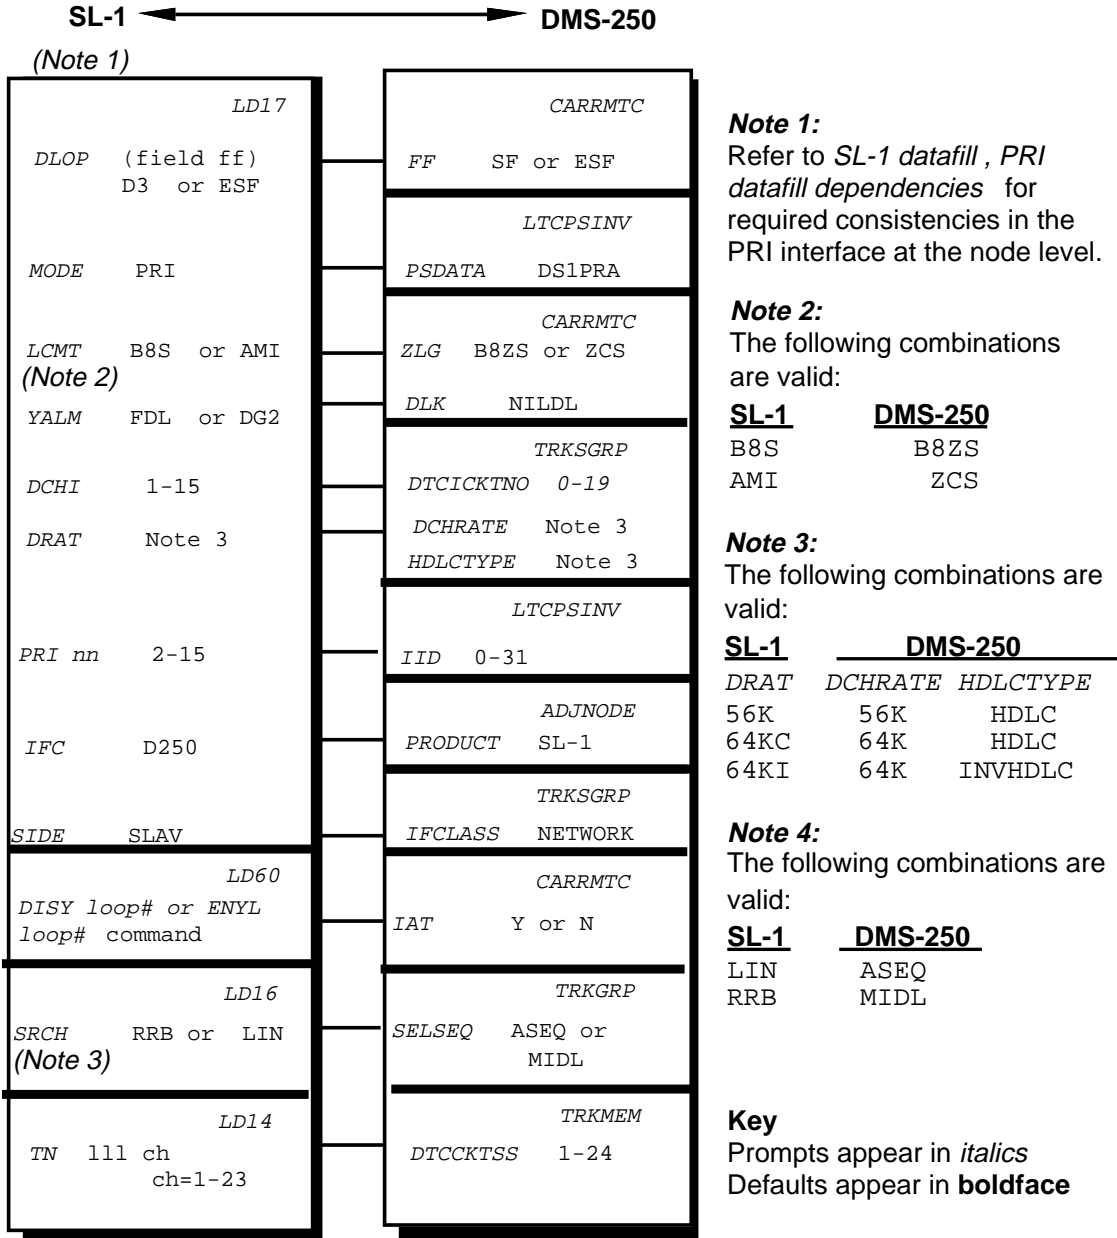 SL-1 DMS-250
(Note 1)
LD17
DLOP (field ff)
D3 or ESF
MODE PRI
LCMT B8S or AMI
(Note 2)
YALM FDL or DG2
DCHI 1-15
DRAT Note 3
PRI nn 2-15
IFC D250
SIDE SLAV
LD60
DISY loop# or ENYL
loop# command
LD16
SRCH RRB or LIN
(Note 3)
LD14
TN lll ch
ch=1-23
CARRMTC
FF SF or ESF
LTCPSINV
PSDATA DS1PRA
CARRMTC
ZLG B8ZS or ZCS
DLK NILDL
TRKSGRP
DTCICKTNO 0-19
DCHRATE Note 3
HDLCTYPE Note 3
LTCPSINV
IID 0-31
ADJNODE
PRODUCT SL-1
TRKSGRP
IFCLASS NETWORK
CARRMTC
IAT Y or N
TRKGRP
SELSEQ ASEQ or
MIDL
TRKMEM
DTCCKTSS 1-24
Note 1:
Refer to SL-1 datafill , PRI
datafill dependencies for
required consistencies in the
PRI interface at the node level.
Note 2:
The following combinations
are valid:
SL-1 DMS-250
B8S B8ZS
AMI ZCS
Note 3:
The following combinations are
valid:
SL-1 DMS-250
DRAT DCHRATE HDLCTYPE
56K 56K HDLC
64KC 64K HDLC
64KI 64K INVHDLC
Note 4:
The following combinations are
valid:
SL-1 DMS-250
LIN ASEQ
RRB MIDL
Key
Prompts appear in italics
Defaults appear in boldface